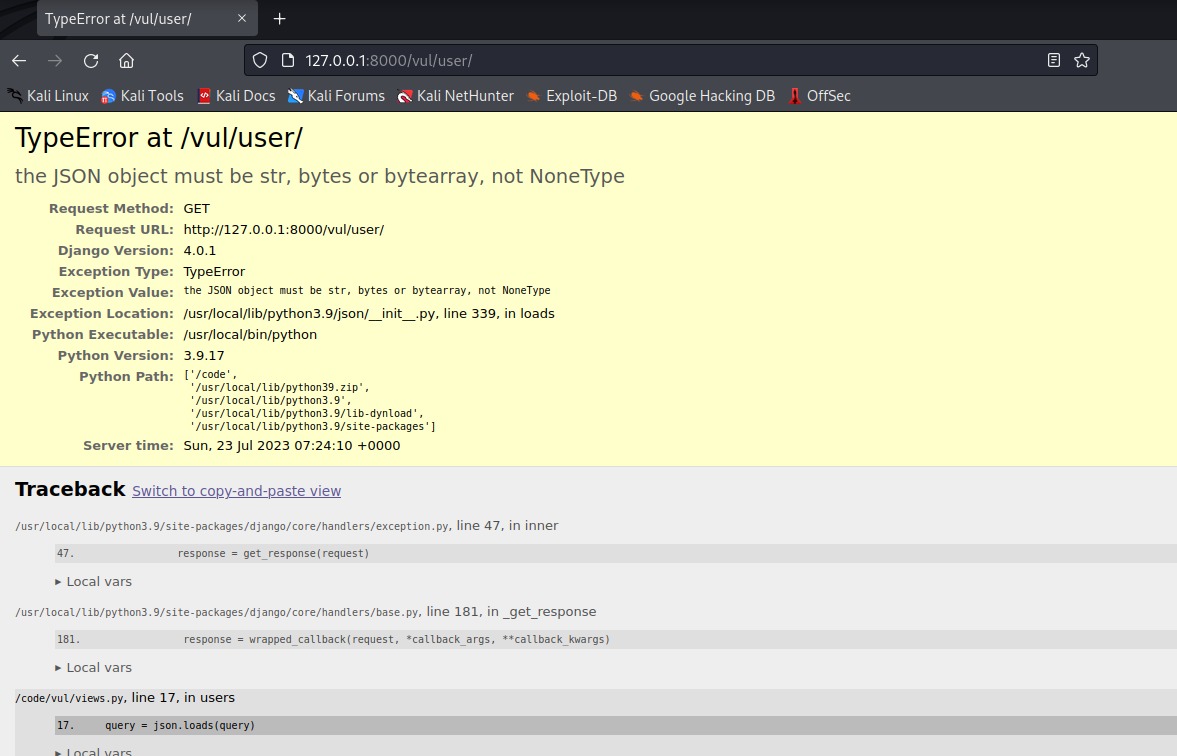 TypeError at /vul/user/
127.0.0.1:8000/vul/user/
Kali Linux Kali Tools Kali Docs Kali Forums Kali NetHunter Exploit-DB Google Hacking DB OffSec
TypeError at /vul/user/
the JSON object must be str, bytes or bytearray, not NoneType
Request Method: GET
Request URL: http://127.0.0.1:8000/vul/user/
Django Version: 4.0.1
Exception Type: TypeError
Exception Value: the JSON object must be str, bytes or bytearray, not NoneType
Exception Location: /usr/local/lib/python3.9/json/__init__.py, line 339, in loads
Python Executable: /usr/local/bin/python
Python Version: 3.9.17
Python Path: ['/code',
'/usr/local/lib/python39.zip',
'/usr/local/lib/python3.9',
'/usr/local/lib/python3.9/lib-dynload',
'/usr/local/lib/python3.9/site-packages']
Server time: Sun, 23 Jul 2023 07:24:10 +0000
Traceback Switch to copy-and-paste view
/usr/local/lib/python3.9/site-packages/django/core/handlers/exception.py, line 47, in inner
47. response = get_response(request)
▸ Local vars
/usr/local/lib/python3.9/site-packages/django/core/handlers/base.py, line 181, in _get_response
181. response = wrapped_callback(request, *callback_args, **callback_kwargs)
▸ Local vars
/code/vul/views.py, line 17, in users
17. query = json.loads(query)
▸ Local vars